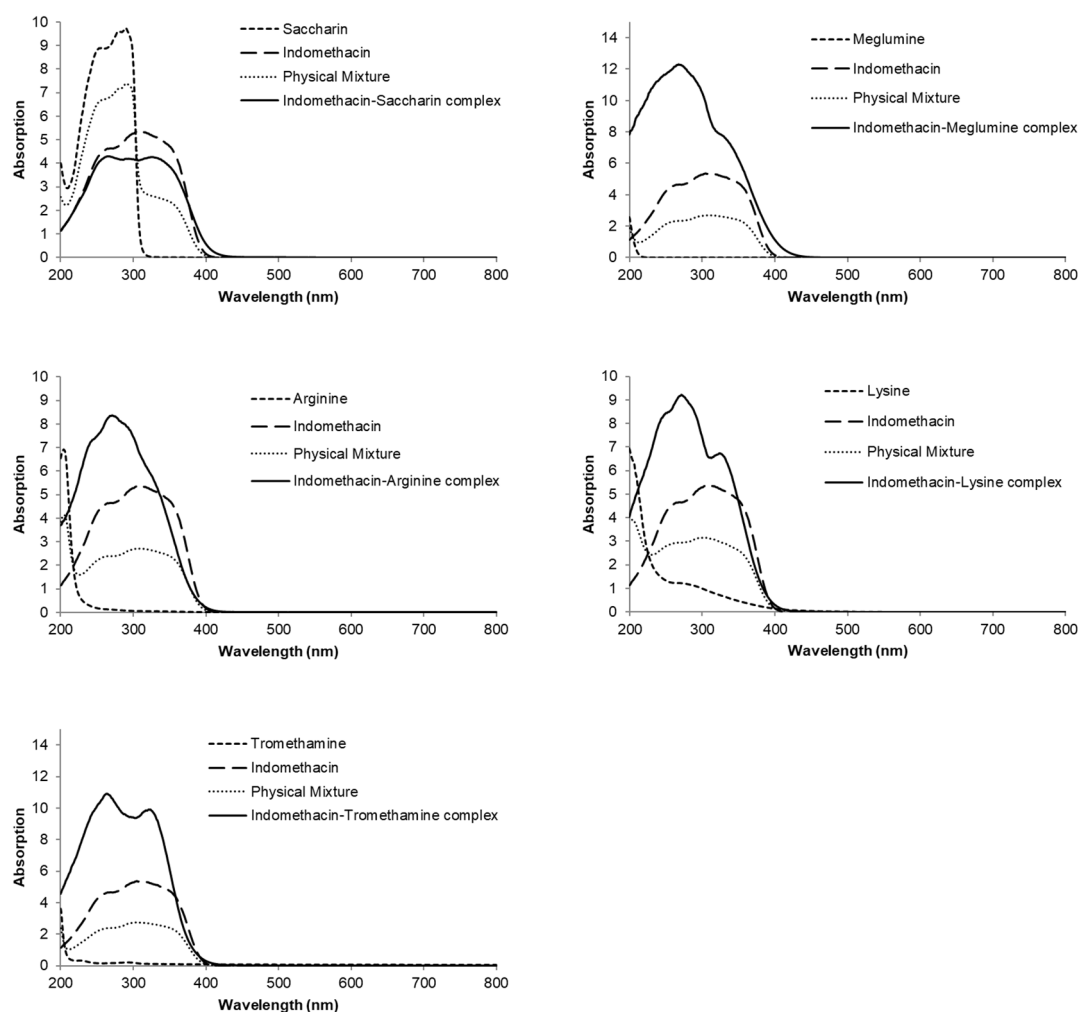 10
9
8
7
6
5
4
3
2
1
0
Absorption
200 300 400 500 600 700 800
Wavelength (nm)
Saccharin
Indomethacin
Physical Mixture
Indomethacin-Saccharin complex
14
12
10
8
6
4
2
0
Absorption
200 300 400 500 600 700 800
Wavelength (nm)
Meglumine
Indomethacin
Physical Mixture
Indomethacin-Meglumine complex
10
9
8
7
6
5
4
3
2
1
0
Absorption
200 300 400 500 600 700 800
Wavelength (nm)
Arginine
Indomethacin
Physical Mixture
Indomethacin-Arginine complex
10
9
8
7
6
5
4
3
2
1
0
Absorption
200 300 400 500 600 700 800
Wavelength (nm)
Lysine
Indomethacin
Physical Mixture
Indomethacin-Lysine complex
14
12
10
8
6
4
2
0
Absorption
200 300 400 500 600 700 800
Wavelength (nm)
Tromethamine
Indomethacin
Physical Mixture
Indomethacin-Tromethamine complex